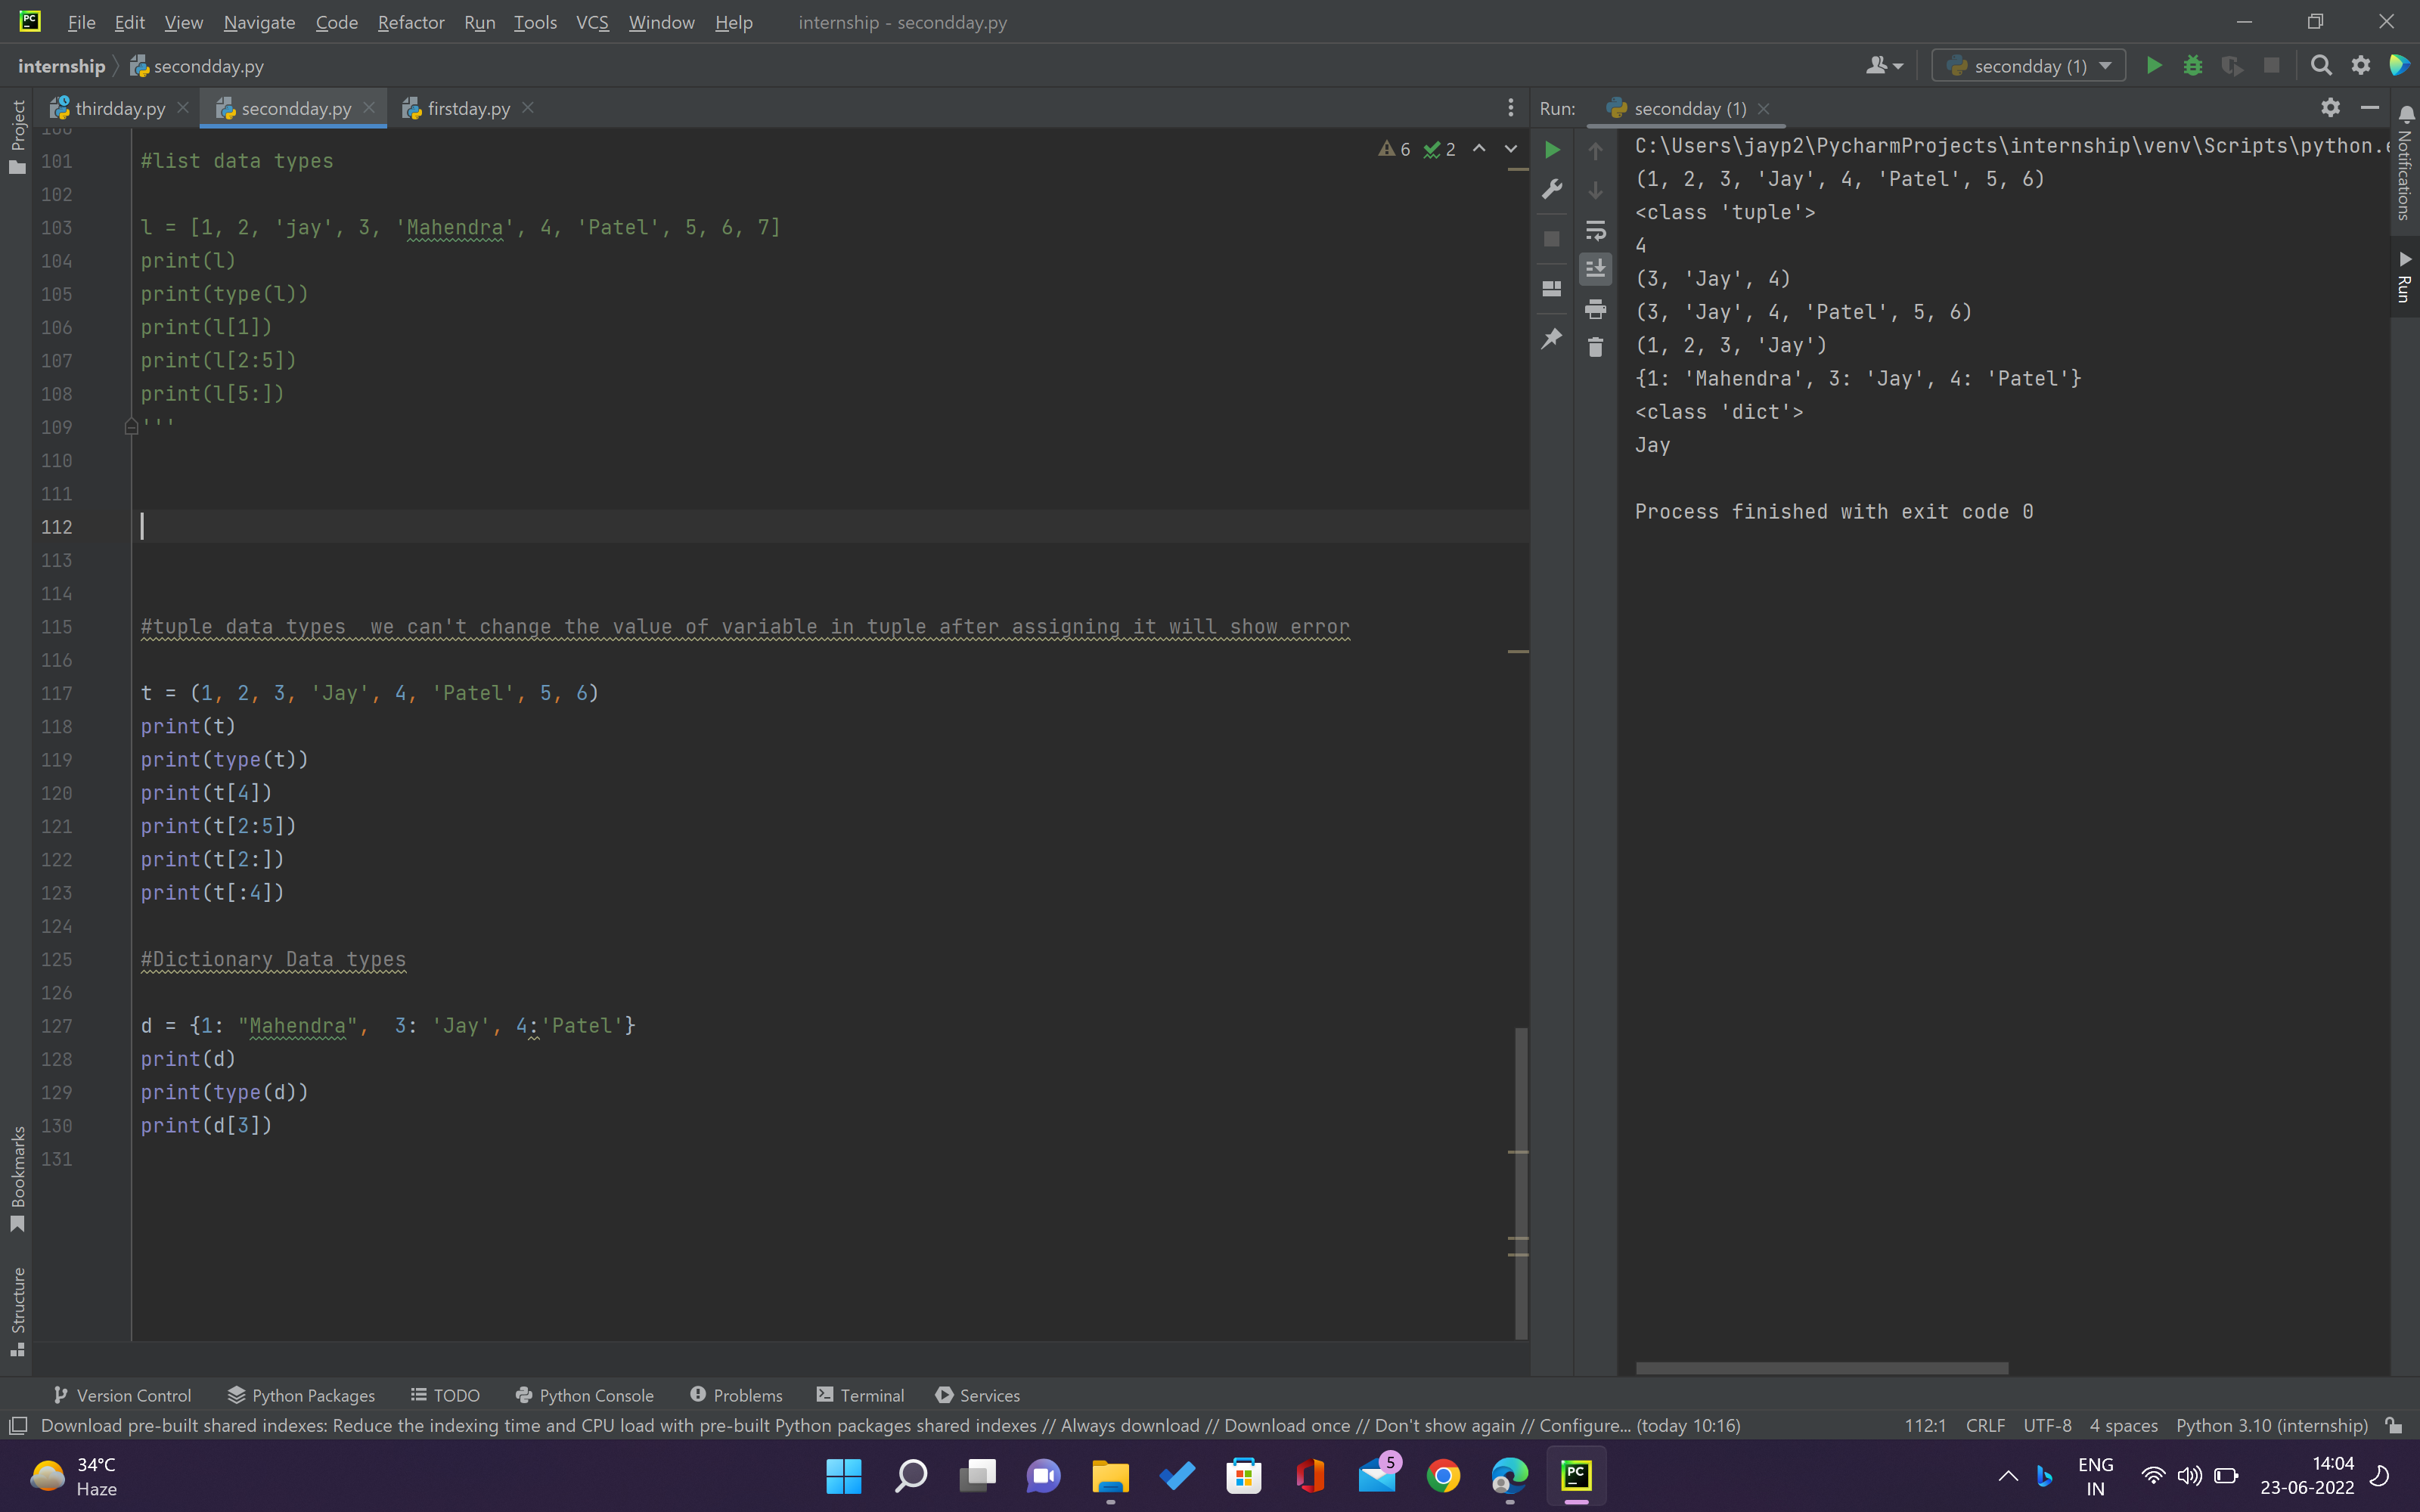 File Edit View Navigate Code Refactor Run Tools VCS Window Help internship - secondday.py
internship secondday.py
secondday (1)
thirdday.py secondday.py firstday.py
Run: secondday (1)
Project
Bookmarks
Structure
Notifications
Run
6 2
101 #list data types
102
103 l = [1, 2, 'jay', 3, 'Mahendra', 4, 'Patel', 5, 6, 7]
104 print(l)
105 print(type(l))
106 print(l[1])
107 print(l[2:5])
108 print(l[5:])
109 '''
110
111
112
113
114
115 #tuple data types  we can't change the value of variable in tuple after assigning it will show error
116
117 t = (1, 2, 3, 'Jay', 4, 'Patel', 5, 6)
118 print(t)
119 print(type(t))
120 print(t[4])
121 print(t[2:5])
122 print(t[2:])
123 print(t[:4])
124
125 #Dictionary Data types
126
127 d = {1: "Mahendra",  3: 'Jay', 4:'Patel'}
128 print(d)
129 print(type(d))
130 print(d[3])
131
C:\Users\jayp2\PycharmProjects\internship\venv\Scripts\python.
(1, 2, 3, 'Jay', 4, 'Patel', 5, 6)
<class 'tuple'>
4
(3, 'Jay', 4)
(3, 'Jay', 4, 'Patel', 5, 6)
(1, 2, 3, 'Jay')
{1: 'Mahendra', 3: 'Jay', 4: 'Patel'}
<class 'dict'>
Jay
Process finished with exit code 0
Version Control Python Packages TODO Python Console Problems Terminal Services
Download pre-built shared indexes: Reduce the indexing time and CPU load with pre-built Python packages shared indexes // Always download // Download once // Don't show again // Configure... (today 10:16) 112:1 CRLF UTF-8 4 spaces Python 3.10 (internship)
34°C
Haze
5
ENG
IN
14:04
23-06-2022